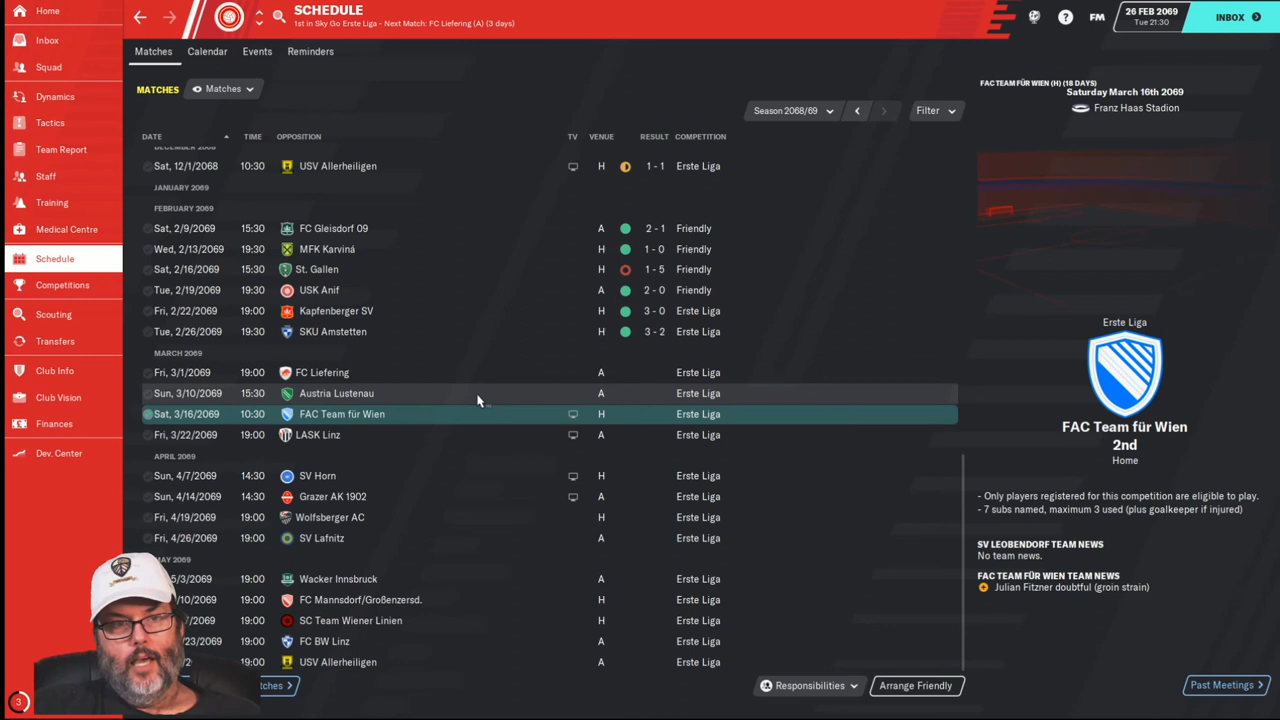 Home
SCHEDULE
1st in Sky Go Erste Liga - Next Match: FC Liefering (A) (3 days)
FM
26 FEB 2069
Tue 21:30
INBOX
Inbox
Squad
Dynamics
Tactics
Team Report
Staff
Training
Medical Centre
Schedule
Competitions
Scouting
Transfers
Club Info
Club Vision
Finances
Dev. Center
3
Matches Calendar Events Reminders
MATCHES Matches
Season 2068/69 Filter
DATE TIME OPPOSITION TV VENUE RESULT COMPETITION
DECEMBER 2068
Sat, 12/1/2068 10:30 USV Allerheiligen H 1 - 1 Erste Liga
JANUARY 2069
FEBRUARY 2069
Sat, 2/9/2069 15:30 FC Gleisdorf 09 A 2 - 1 Friendly
Wed, 2/13/2069 19:30 MFK Karviná H 1 - 0 Friendly
Sat, 2/16/2069 15:30 St. Gallen H 1 - 5 Friendly
Tue, 2/19/2069 19:30 USK Anif A 2 - 0 Friendly
Fri, 2/22/2069 19:00 Kapfenberger SV H 3 - 0 Erste Liga
Tue, 2/26/2069 19:30 SKU Amstetten H 3 - 2 Erste Liga
MARCH 2069
Fri, 3/1/2069 19:00 FC Liefering A Erste Liga
Sun, 3/10/2069 15:30 Austria Lustenau A Erste Liga
Sat, 3/16/2069 10:30 FAC Team für Wien H Erste Liga
Fri, 3/22/2069 19:00 LASK Linz A Erste Liga
APRIL 2069
Sun, 4/7/2069 14:30 SV Horn H Erste Liga
Sun, 4/14/2069 14:30 Grazer AK 1902 A Erste Liga
Fri, 4/19/2069 19:00 Wolfsberger AC H Erste Liga
Fri, 4/26/2069 19:00 SV Lafnitz A Erste Liga
MAY 2069
5/3/2069 19:00 Wacker Innsbruck A Erste Liga
/10/2069 19:00 FC Mannsdorf/Großenzersd. H Erste Liga
7/2069 19:00 SC Team Wiener Linien H Erste Liga
23/2069 19:00 FC BW Linz A Erste Liga
/2069 19:00 USV Allerheiligen A Erste Liga
tches
Responsibilities
Arrange Friendly
FAC TEAM FÜR WIEN (H) (18 DAYS)
Saturday March 16th 2069
Franz Haas Stadion
Erste Liga
FAC Team für Wien
2nd
Home
- Only players registered for this competition are eligible to play.
- 7 subs named, maximum 3 used (plus goalkeeper if injured)
SV LEOBENDORF TEAM NEWS
No team news.
FAC TEAM FÜR WIEN TEAM NEWS
Julian Fitzner doubtful (groin strain)
Past Meetings